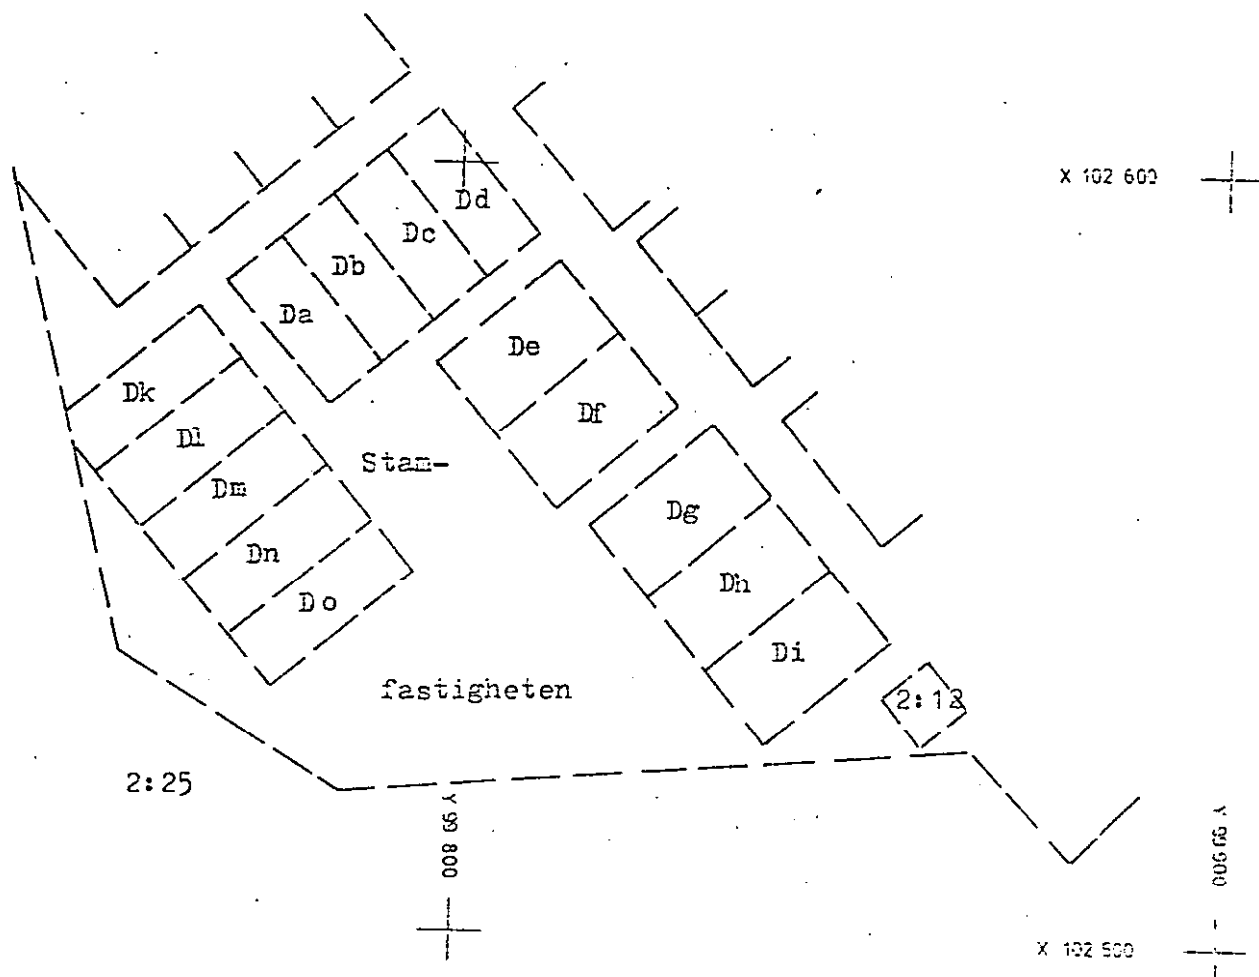 X 102 600
Dd
Dc
Db
Da
De
Dk
Df
Dl
Stam-
Dm
Dg
Dn
Dh
Do
Di
fastigheten
2:12
2:25
Y 99 800
Y 99 900
X 102 500